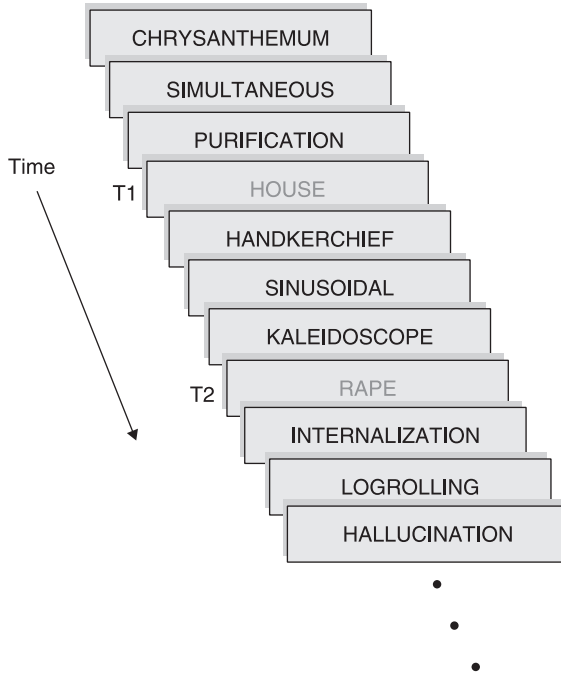 CHRYSANTHEMUM
SIMULTANEOUS
PURIFICATION
Time
T1 HOUSE
HANDKERCHIEF
SINUSOIDAL
KALEIDOSCOPE
T2 RAPE
INTERNALIZATION
LOGROLLING
HALLUCINATION